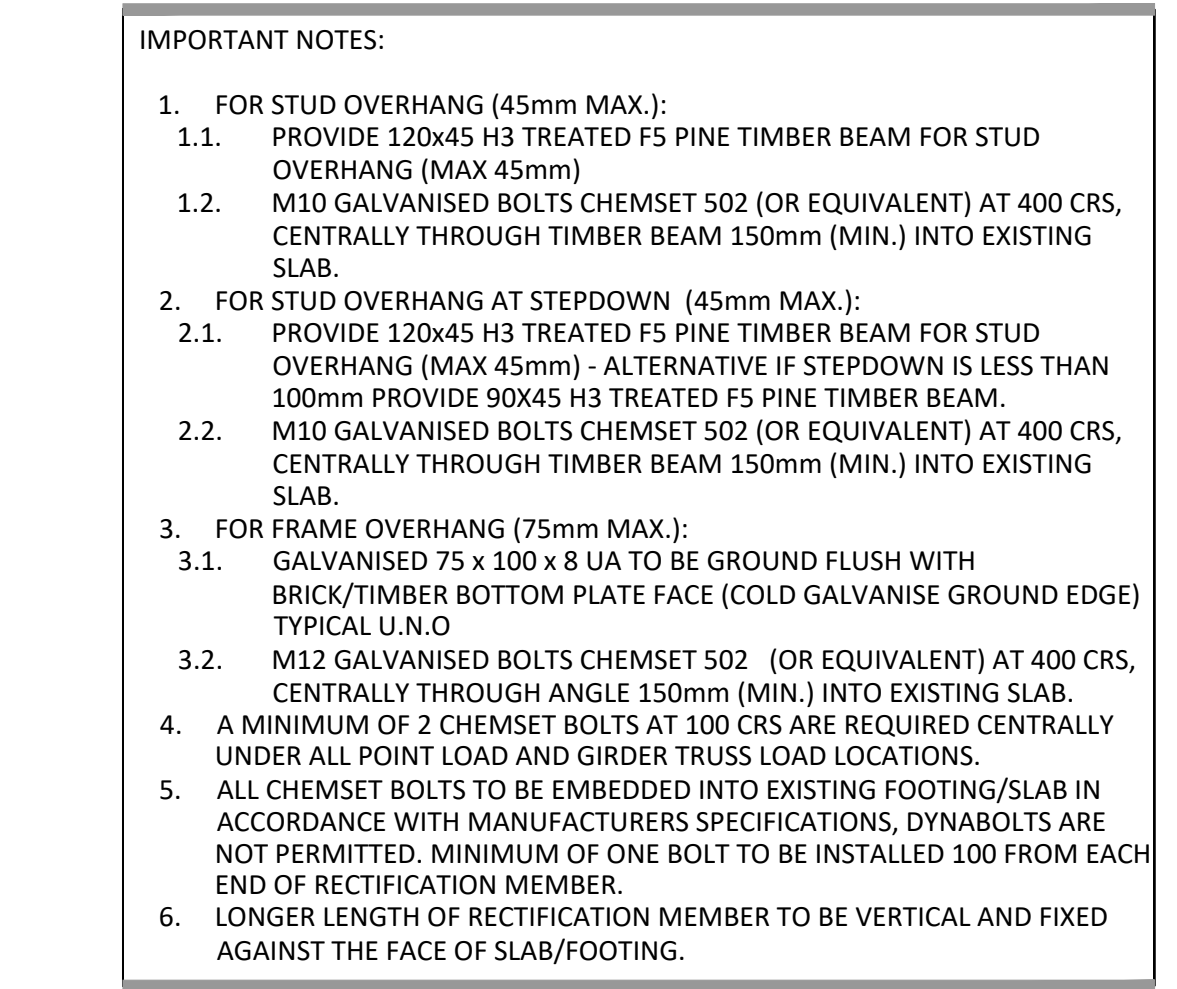 IMPORTANT NOTES:
1. FOR STUD OVERHANG (45mm MAX.):
1.1. PROVIDE 120x45 H3 TREATED F5 PINE TIMBER BEAM FOR STUD
OVERHANG (MAX 45mm)
1.2. M10 GALVANISED BOLTS CHEMSET 502 (OR EQUIVALENT) AT 400 CRS,
CENTRALLY THROUGH TIMBER BEAM 150mm (MIN.) INTO EXISTING
SLAB.
2. FOR STUD OVERHANG AT STEPDOWN (45mm MAX.):
2.1. PROVIDE 120x45 H3 TREATED F5 PINE TIMBER BEAM FOR STUD
OVERHANG (MAX 45mm) - ALTERNATIVE IF STEPDOWN IS LESS THAN
100mm PROVIDE 90X45 H3 TREATED F5 PINE TIMBER BEAM.
2.2. M10 GALVANISED BOLTS CHEMSET 502 (OR EQUIVALENT) AT 400 CRS,
CENTRALLY THROUGH TIMBER BEAM 150mm (MIN.) INTO EXISTING
SLAB.
3. FOR FRAME OVERHANG (75mm MAX.):
3.1. GALVANISED 75 x 100 x 8 UA TO BE GROUND FLUSH WITH
BRICK/TIMBER BOTTOM PLATE FACE (COLD GALVANISE GROUND EDGE)
TYPICAL U.N.O
3.2. M12 GALVANISED BOLTS CHEMSET 502 (OR EQUIVALENT) AT 400 CRS,
CENTRALLY THROUGH ANGLE 150mm (MIN.) INTO EXISTING SLAB.
4. A MINIMUM OF 2 CHEMSET BOLTS AT 100 CRS ARE REQUIRED CENTRALLY
UNDER ALL POINT LOAD AND GIRDER TRUSS LOAD LOCATIONS.
5. ALL CHEMSET BOLTS TO BE EMBEDDED INTO EXISTING FOOTING/SLAB IN
ACCORDANCE WITH MANUFACTURERS SPECIFICATIONS, DYNABOLTS ARE
NOT PERMITTED. MINIMUM OF ONE BOLT TO BE INSTALLED 100 FROM EACH
END OF RECTIFICATION MEMBER.
6. LONGER LENGTH OF RECTIFICATION MEMBER TO BE VERTICAL AND FIXED
AGAINST THE FACE OF SLAB/FOOTING.